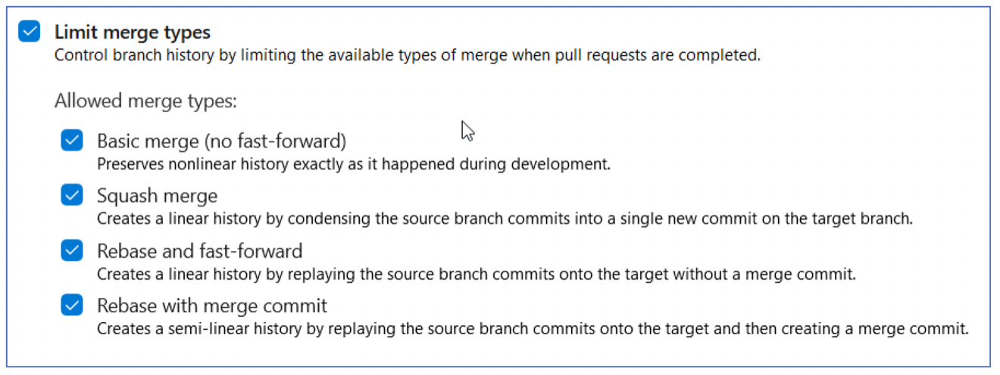 Limit merge types
Control branch history by limiting the available types of merge when pull requests are completed.
Allowed merge types:
Basic merge (no fast-forward)
Preserves nonlinear history exactly as it happened during development.
Squash merge
Creates a linear history by condensing the source branch commits into a single new commit on the target branch.
Rebase and fast-forward
Creates a linear history by replaying the source branch commits onto the target without a merge commit.
Rebase with merge commit
Creates a semi-linear history by replaying the source branch commits onto the target and then creating a merge commit.